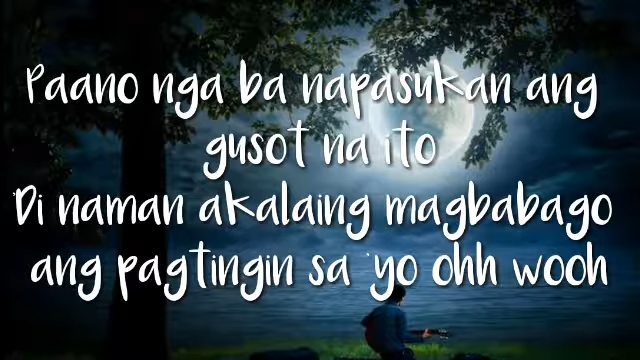 Paano nga ba napasukan ang
gusot na ito
'Di naman akalaing magbabago
ang pagtingin sa 'yo ohh wooh